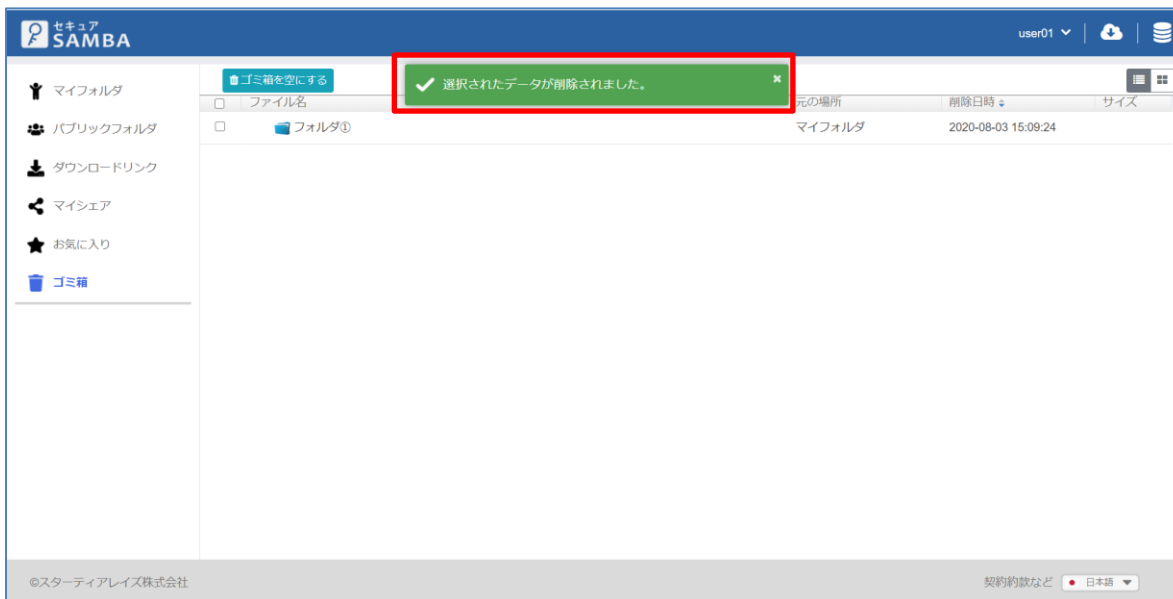 セキュア
SAMBA
user01
マイフォルダ
パブリックフォルダ
ダウンロードリンク
マイシェア
お気に入り
ゴミ箱
ゴミ箱を空にする
選択されたデータが削除されました。
ファイル名
元の場所
削除日時
サイズ
フォルダ①
マイフォルダ
2020-08-03 15:09:24
©スターティアレイズ株式会社
契約約款など
日本語